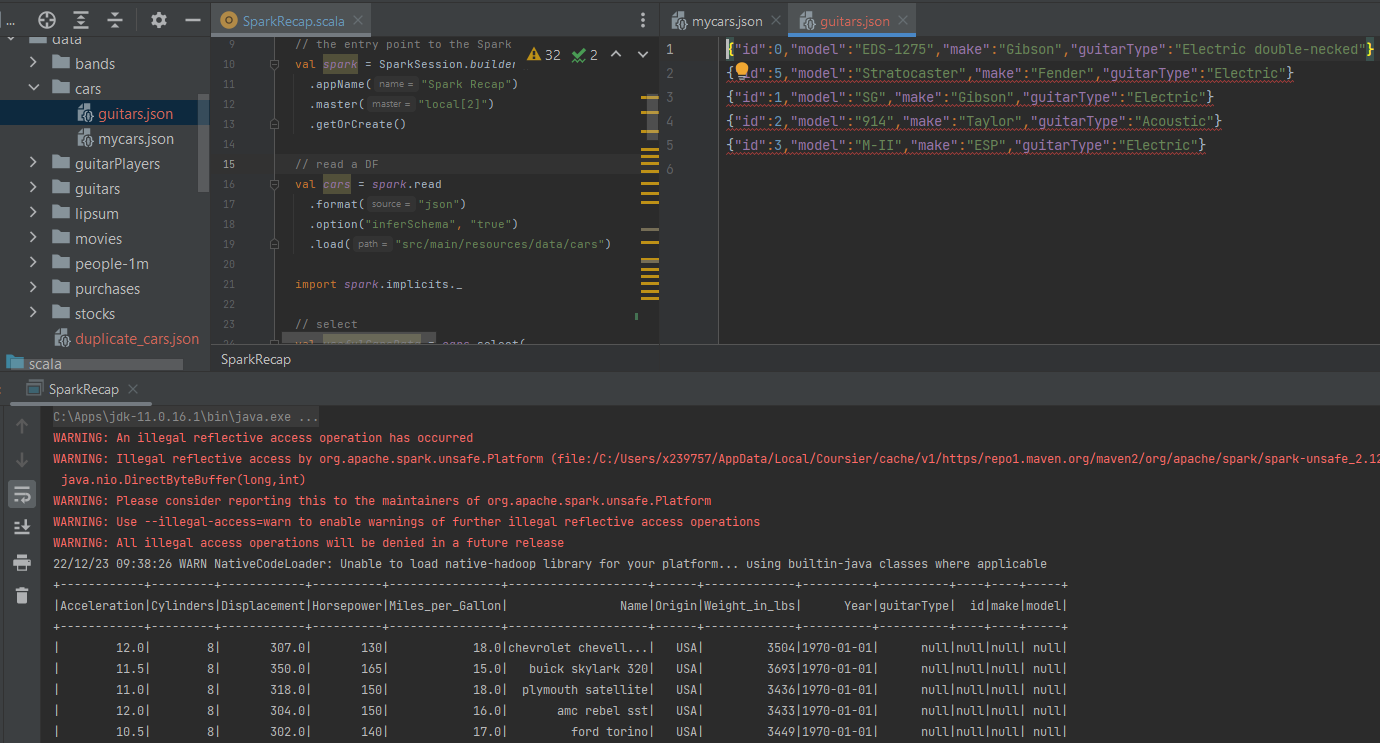 ...
SparkRecap.scala
mycars.json
guitars.json
data
bands
cars
guitars.json
mycars.json
guitarPlayers
guitars
lipsum
movies
people-1m
purchases
stocks
duplicate_cars.json
scala
32 2
9 // the entry point to the Spark
10 val spark = SparkSession.builder
11 .appName( name = "Spark Recap")
12 .master( master = "local[2]")
13 .getOrCreate()
14
15 // read a DF
16 val cars = spark.read
17 .format( source = "json")
18 .option("inferSchema", "true")
19 .load( path = "src/main/resources/data/cars")
20
21 import spark.implicits._
22
23 // select
SparkRecap
1 {"id":0,"model":"EDS-1275","make":"Gibson","guitarType":"Electric double-necked"}
2 {"id":5,"model":"Stratocaster","make":"Fender","guitarType":"Electric"}
3 {"id":1,"model":"SG","make":"Gibson","guitarType":"Electric"}
4 {"id":2,"model":"914","make":"Taylor","guitarType":"Acoustic"}
5 {"id":3,"model":"M-II","make":"ESP","guitarType":"Electric"}
6
SparkRecap
C:\Apps\jdk-11.0.16.1\bin\java.exe ...
WARNING: An illegal reflective access operation has occurred
WARNING: Illegal reflective access by org.apache.spark.unsafe.Platform (file:/C:/Users/x239757/AppData/Local/Coursier/cache/v1/https/repo1.maven.org/maven2/org/apache/spark/spark-unsafe_2.12
java.nio.DirectByteBuffer(long,int)
WARNING: Please consider reporting this to the maintainers of org.apache.spark.unsafe.Platform
WARNING: Use --illegal-access=warn to enable warnings of further illegal reflective access operations
WARNING: All illegal access operations will be denied in a future release
22/12/23 09:38:26 WARN NativeCodeLoader: Unable to load native-hadoop library for your platform... using builtin-java classes where applicable
+------------+---------+------------+----------+----------------+--------------------+------+-------------+----------+----------+----+----+-----+
|Acceleration|Cylinders|Displacement|Horsepower|Miles_per_Gallon|                Name|Origin|Weight_in_lbs|      Year|guitarType|  id|make|model|
+------------+---------+------------+----------+----------------+--------------------+------+-------------+----------+----------+----+----+-----+
|        12.0|        8|       307.0|       130|            18.0|chevrolet chevell...|   USA|         3504|1970-01-01|      null|null|null| null|
|        11.5|        8|       350.0|       165|            15.0|   buick skylark 320|   USA|         3693|1970-01-01|      null|null|null| null|
|        11.0|        8|       318.0|       150|            18.0|  plymouth satellite|   USA|         3436|1970-01-01|      null|null|null| null|
|        12.0|        8|       304.0|       150|            16.0|       amc rebel sst|   USA|         3433|1970-01-01|      null|null|null| null|
|        10.5|        8|       302.0|       140|            17.0|         ford torino|   USA|         3449|1970-01-01|      null|null|null| null|